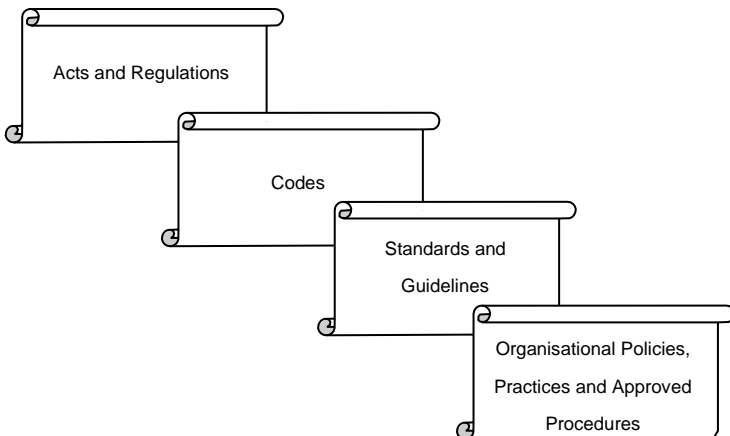 Acts and Regulations
Codes
Standards and
Guidelines
Organisational Policies,
Practices and Approved
Procedures